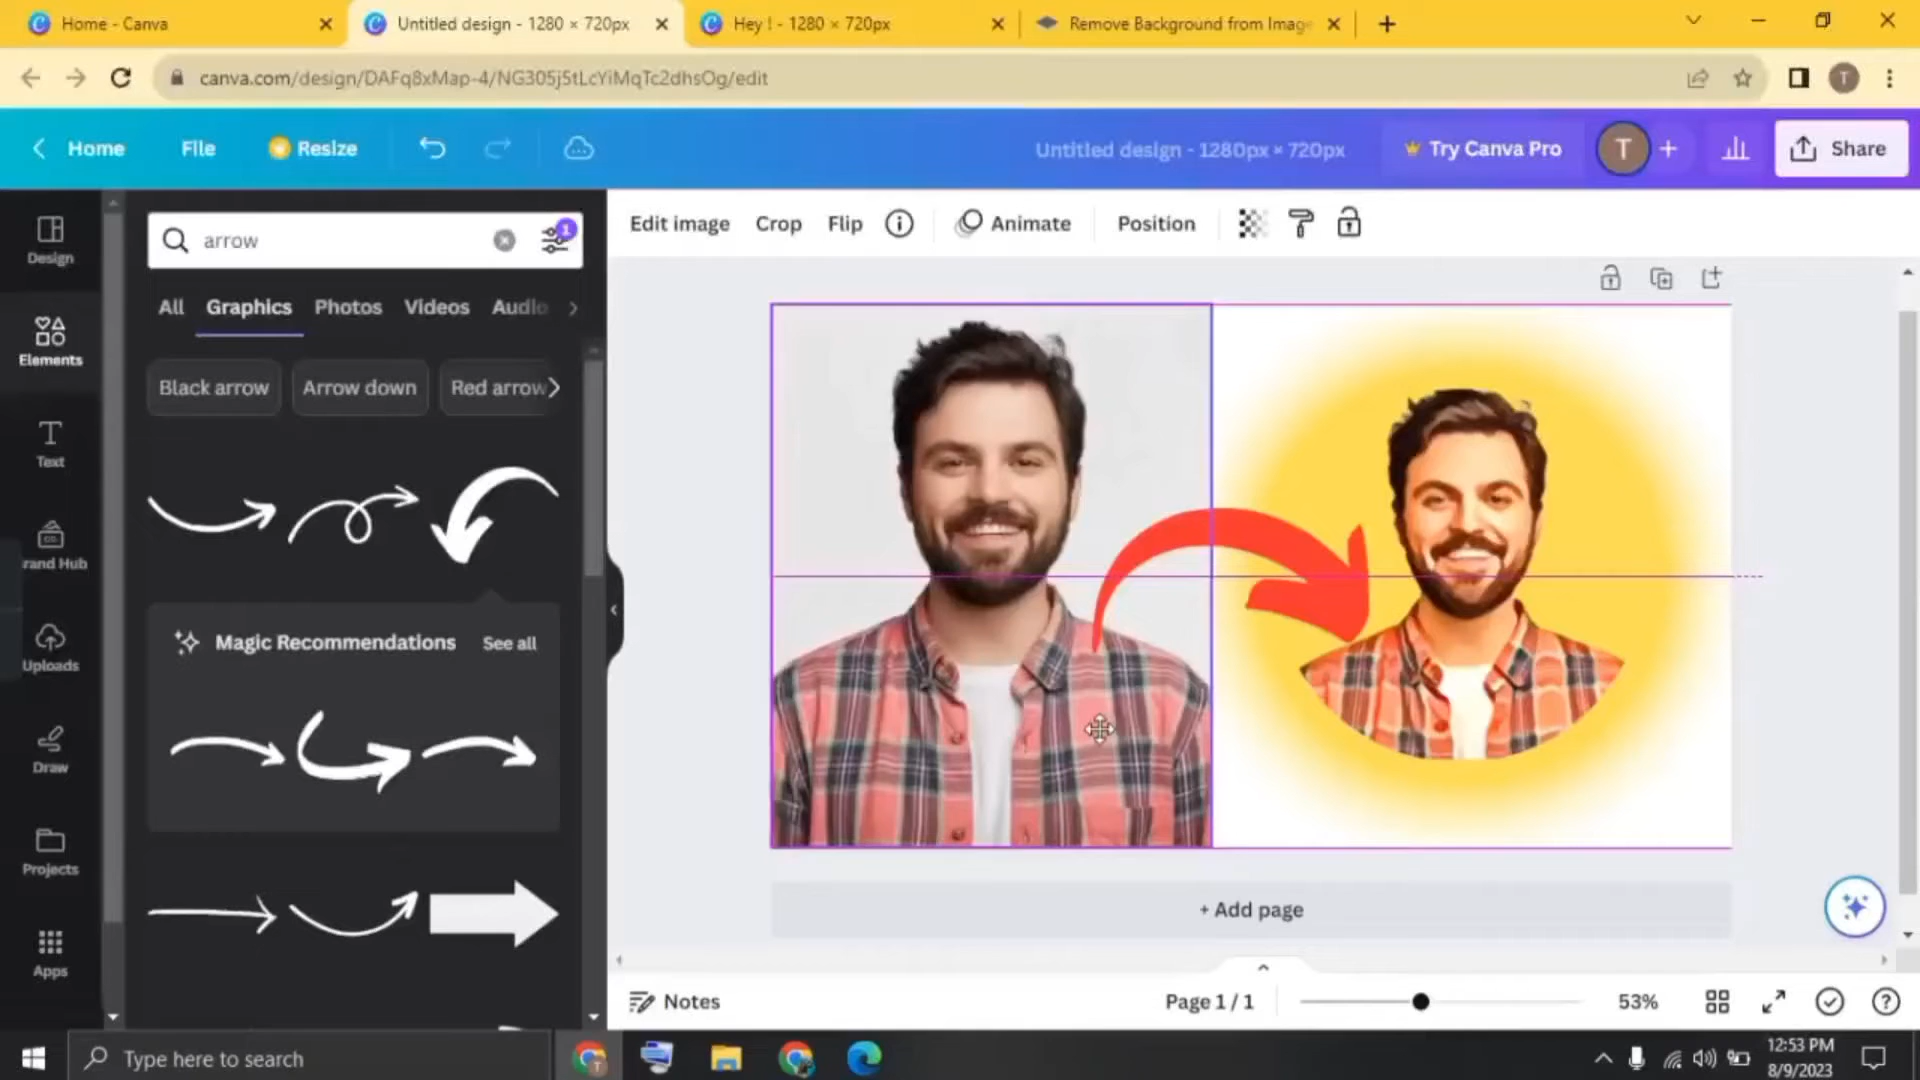 Home - Canva
Untitled design - 1280 × 720px
Hey ! - 1280 × 720px
Remove Background from Image
canva.com/design/DAFq8xMap-4/NG305j5tLcYiMqTc2dhsOg/edit
T
Home
File
Resize
Untitled design - 1280px × 720px
Try Canva Pro
T
Share
Design
Elements
Text
rand Hub
Uploads
Draw
Projects
Apps
arrow
1
All
Graphics
Photos
Videos
Audio
Black arrow
Arrow down
Red arrow
Magic Recommendations
See all
Edit image
Crop
Flip
Animate
Position
+ Add page
Notes
Page 1 / 1
53%
Type here to search
12:53 PM
8/9/2023